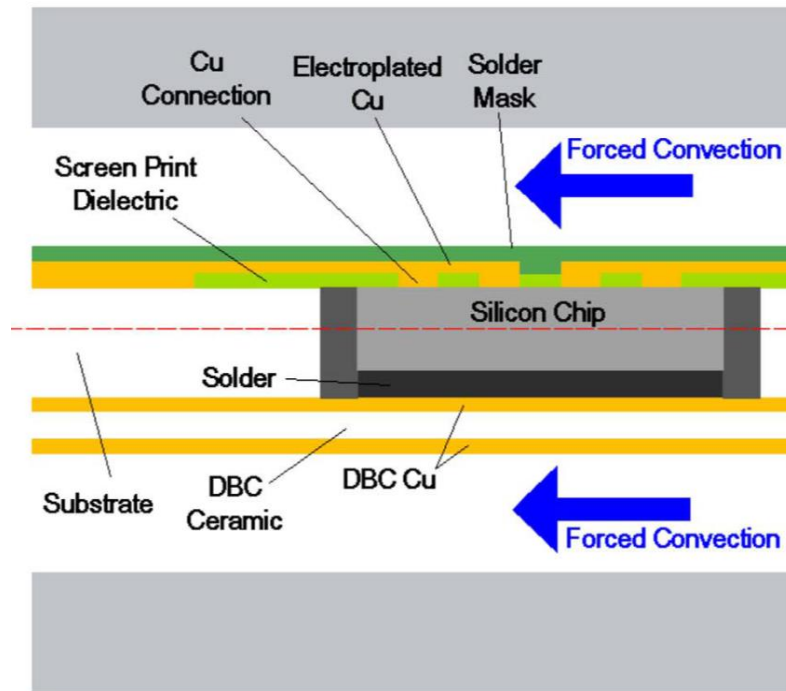 Cu
Connection
Electroplated
Cu
Solder
Mask
Forced Convection
Screen Print
Dielectric
Silicon Chip
Solder
Substrate
DBC
Ceramic
DBC Cu
Forced Convection